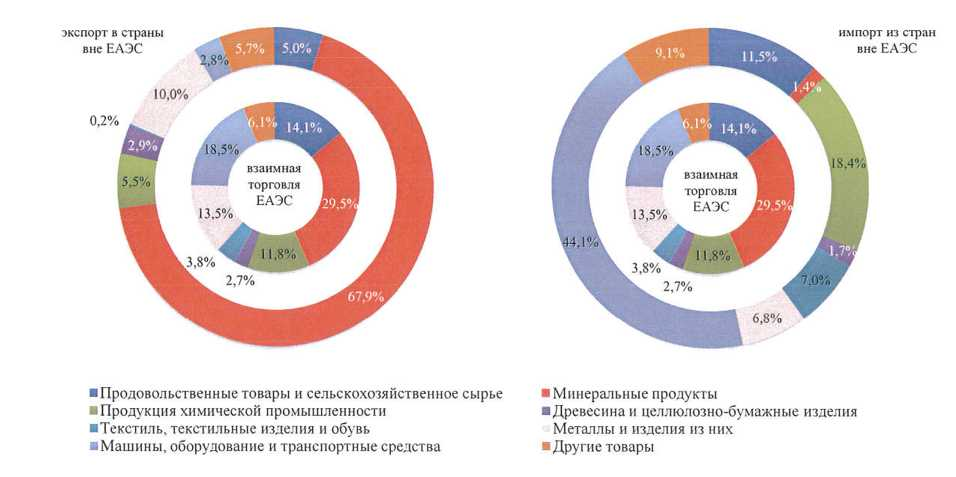 экспорт в страны
вне ЕАЭС
5,7%
5,0%
2,8%
10,0%
0,2%
2,9%
5,5%
67,9%
6,1%
14,1%
18,5%
взаимная
торговля
ЕАЭС
29,5%
13,5%
3,8%
2,7%
11,8%
импорт из стран
вне ЕАЭС
9,1%
11,5%
1,4%
18,4%
1,7%
7,0%
6,8%
44,1%
6,1%
14,1%
18,5%
взаимная
торговля
ЕАЭС
29,5%
13,5%
3,8%
2,7%
11,8%
Продовольственные товары и сельскохозяйственное сырье
Минеральные продукты
Продукция химической промышленности
Древесина и целлюлозно-бумажные изделия
Текстиль, текстильные изделия и обувь
Металлы и изделия из них
Машины, оборудование и транспортные средства
Другие товары